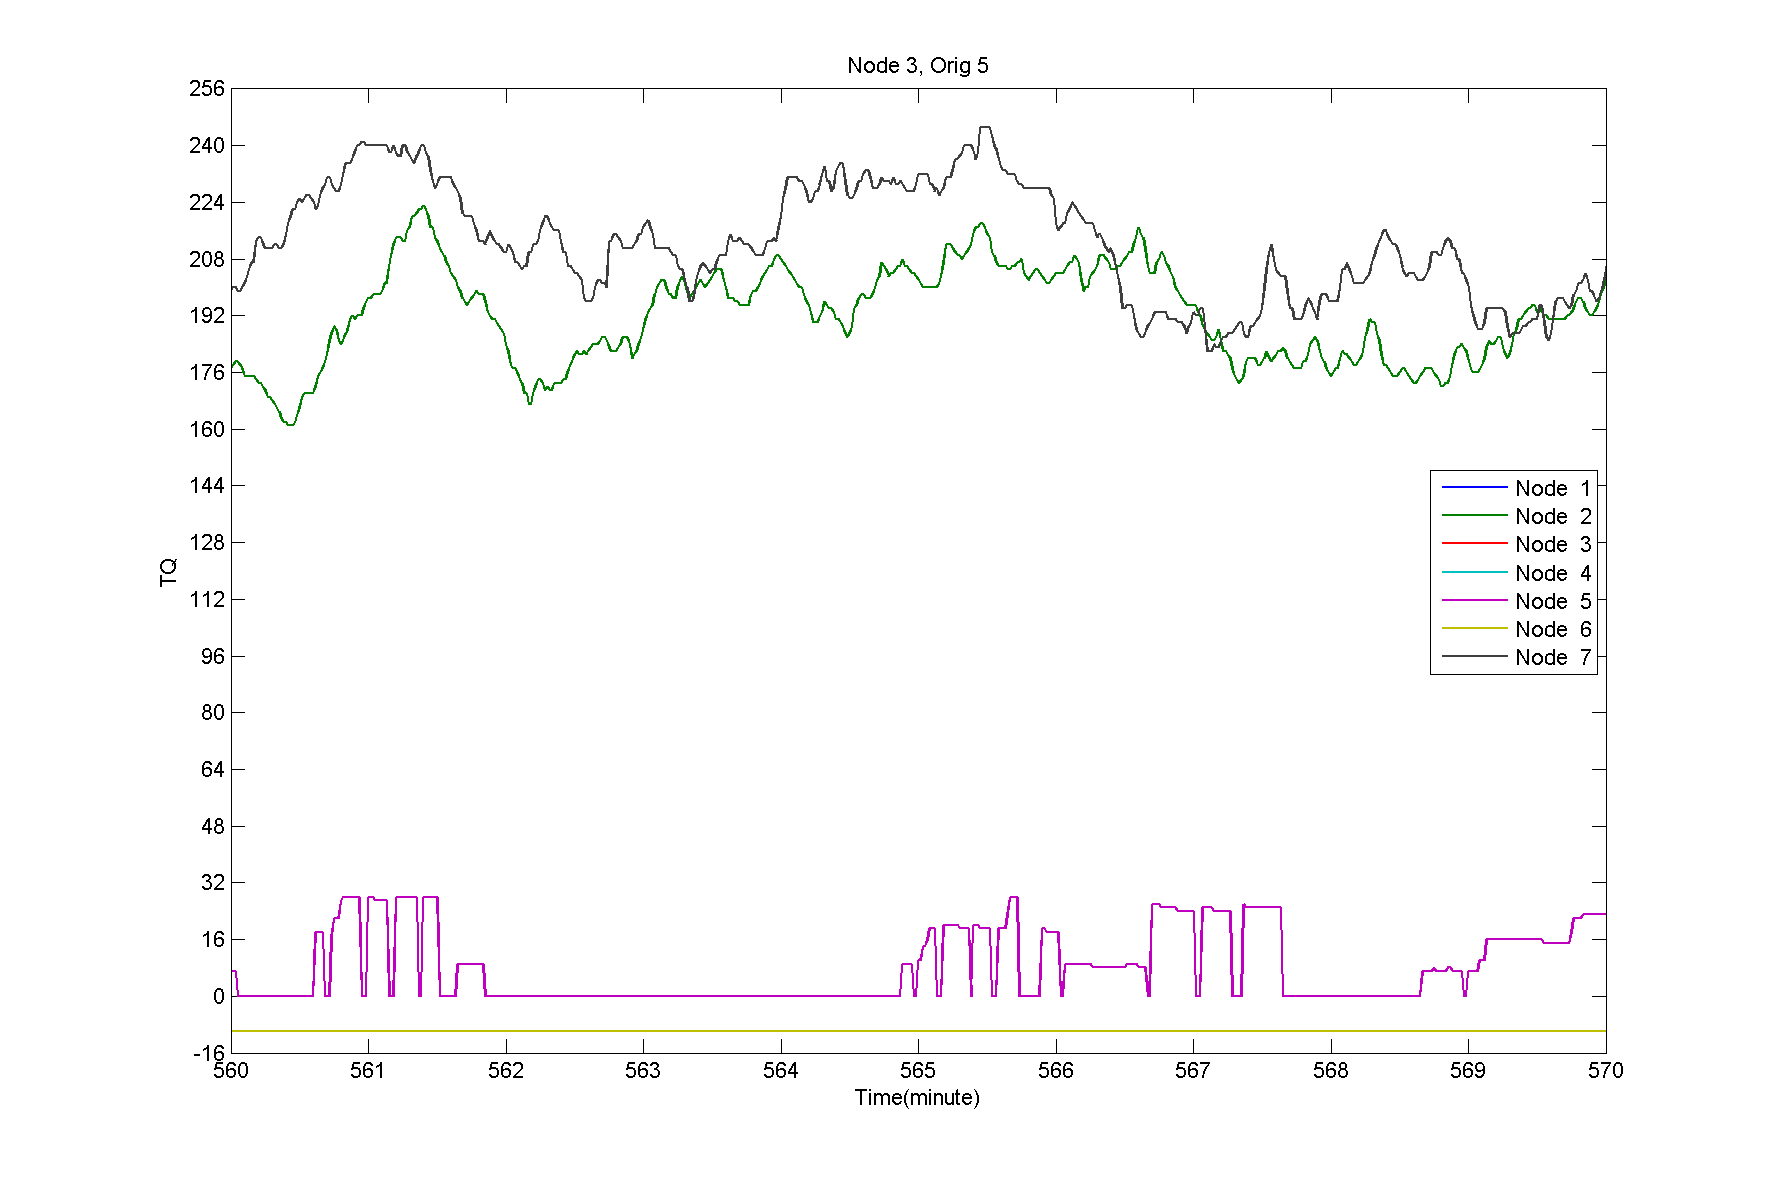 Node 3, Orig 5
256
240
224
208
192
176
160
144
128
112
96
80
64
48
32
16
0
-16
TQ
Node 1
Node 2
Node 3
Node 4
Node 5
Node 6
Node 7
560 561 562 563 564 565 566 567 568 569 570
Time(minute)